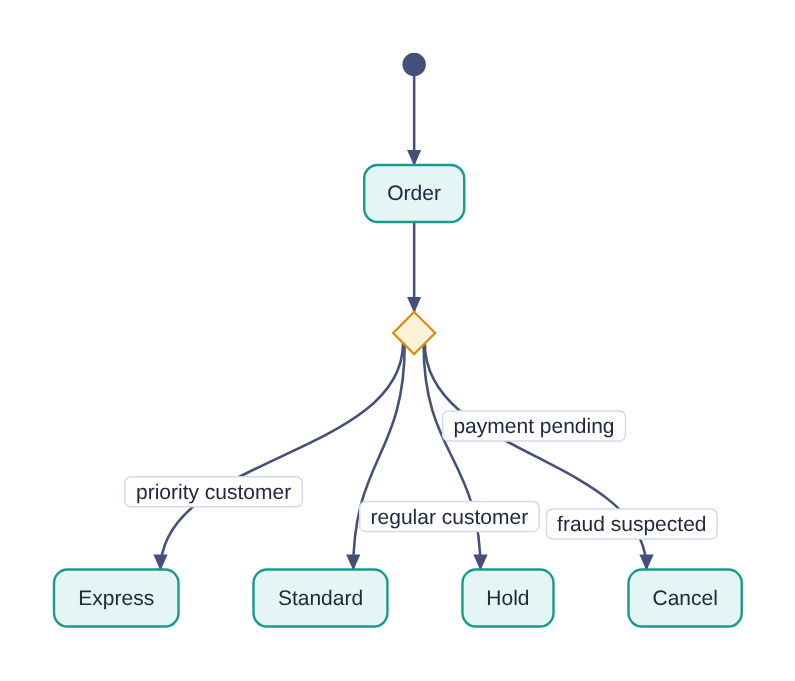 Order
payment pending
priority customer
regular customer
fraud suspected
Express
Standard
Hold
Cancel